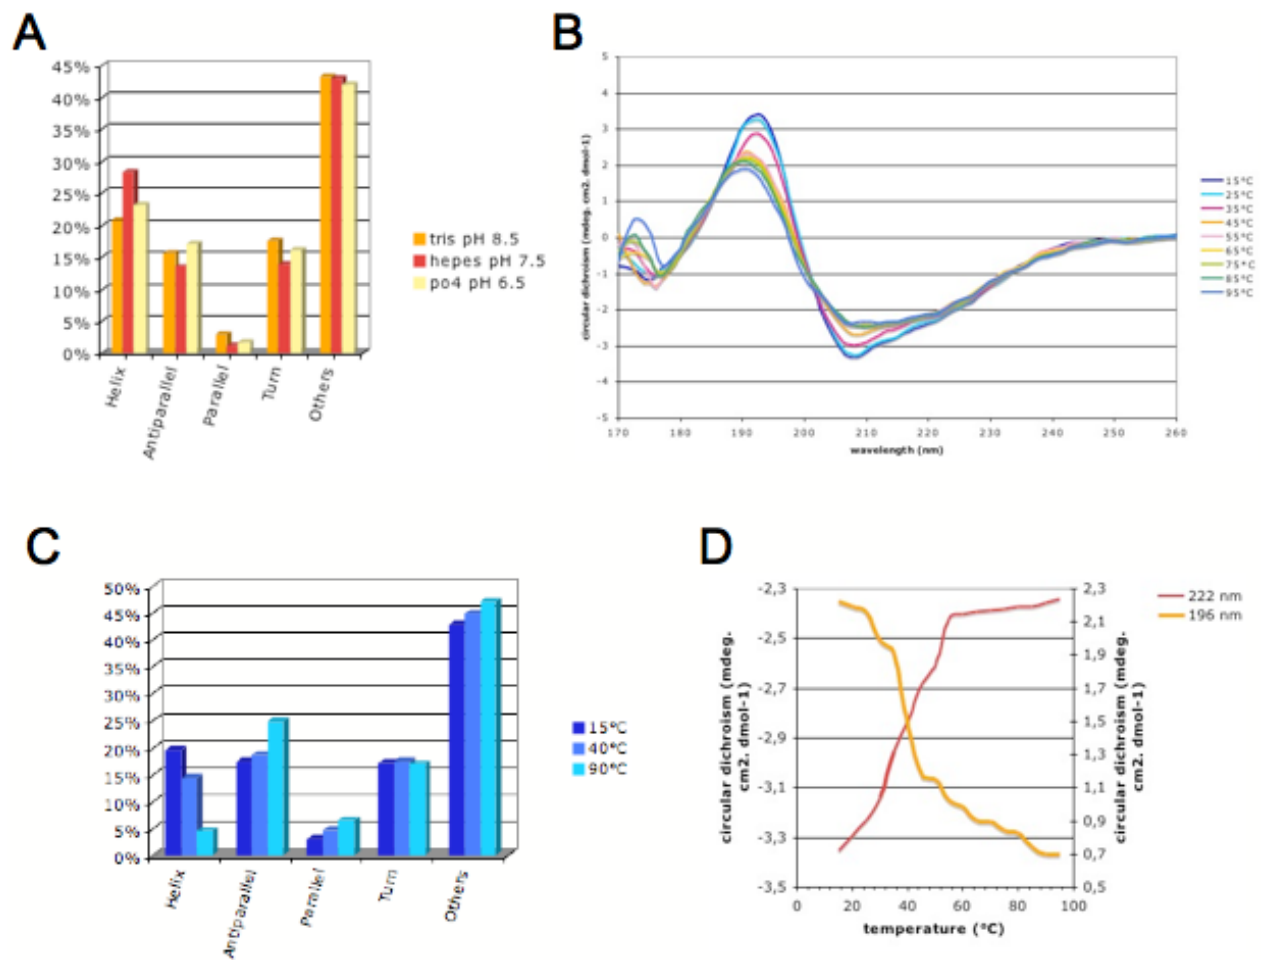 A
45%
40%
35%
30%
25%
20%
15%
10%
5%
0%
Helix
Antiparallel
Parallel
Turn
Others
tris pH 8.5
hepes pH 7.5
po4 pH 6.5
B
circular dichroism (mdeg. cm2. dmol-1)
5
4
3
2
1
0
-1
-2
-3
-4
-5
170 180 190 200 210 220 230 240 250 260
wavelength (nm)
15°C
25°C
35°C
45°C
55°C
65°C
75°C
85°C
95°C
C
50%
45%
40%
35%
30%
25%
20%
15%
10%
5%
0%
Helix
Antiparallel
Parallel
Turn
Others
15°C
40°C
90°C
D
circular dichroism (mdeg.
cm2. dmol-1)
-2,3
-2,5
-2,7
-2,9
-3,1
-3,3
-3,5
0 20 40 60 80 100
temperature (°C)
2,3
2,1
1,9
1,7
1,5
1,3
1,1
0,9
0,7
0,5
circular dichroism (mdeg.
cm2. dmol-1)
222 nm
196 nm